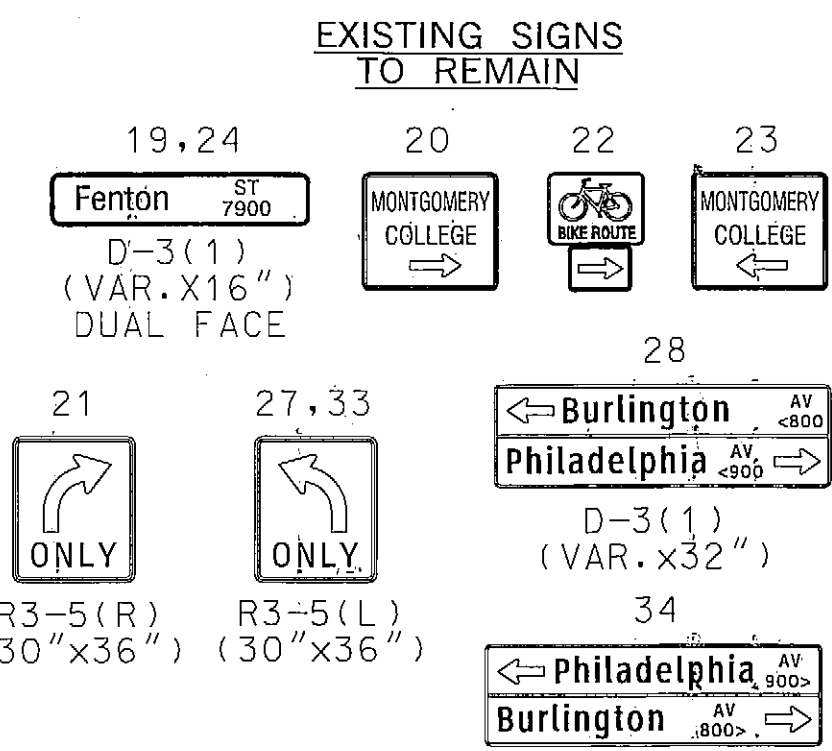 EXISTING SIGNS
TO REMAIN
19,24
Fenton ST
7900
D-3(1)
(VAR.X16")
DUAL FACE
20
MONTGOMERY
COLLEGE
22
BIKE ROUTE
23
MONTGOMERY
COLLEGE
21
ONLY
R3-5(R)
(30"x36")
27,33
ONLY
R3-5(L)
(30"x36")
28
Burlington AV
<800
Philadelphia AV
<900
D-3(1)
(VAR.x32")
34
Philadelphia AV
900>
Burlington AV
800>